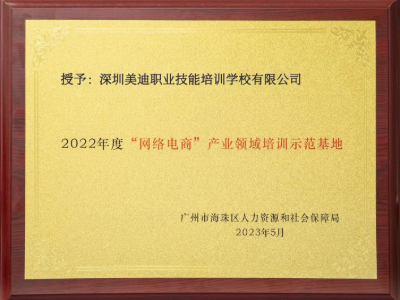 授予：深圳美迪职业技能培训学校有限公司
2022年度“网络电商”产业领域培训示范基地
广州市海珠区人力资源和社会保障局
2023年5月